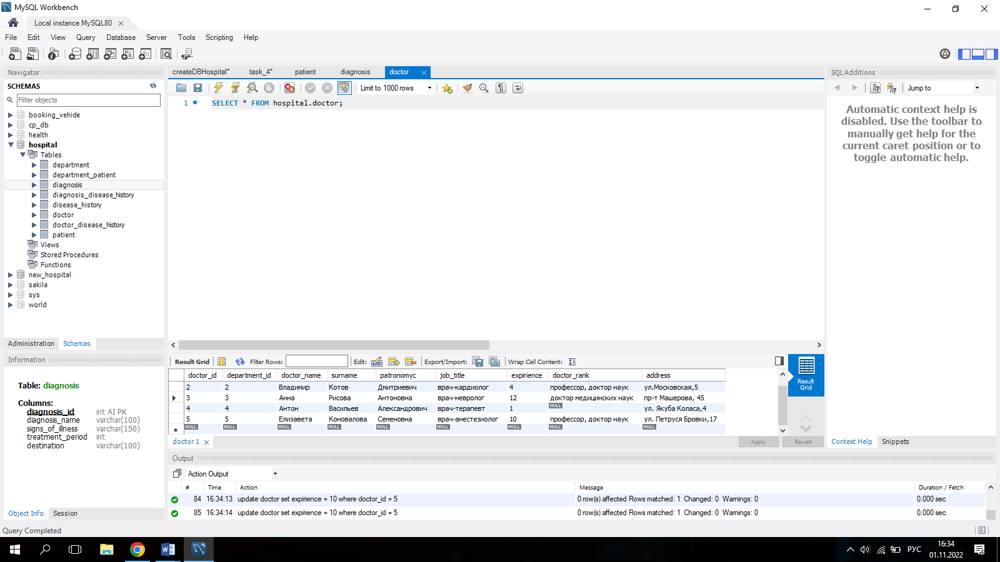 MySQL Workbench
Local instance MySQL80
File Edit View Query Database Server Tools Scripting Help
Navigator
SCHEMAS
Filter objects
booking_vehide
cp_db
health
hospital
Tables
department
department_patient
diagnosis
diagnosis_disease_history
disease_history
doctor
doctor_disease_history
patient
Views
Stored Procedures
Functions
new_hospital
sakila
sys
world
Administration Schemas
Information
Table: diagnosis
Columns:
diagnosis_id int AI PK
diagnosis_name varchar(100)
signs_of_illness varchar(150)
treatment_period int
destination varchar(100)
Object Info Session
Query Completed
createDBHospital* task_4* patient diagnosis doctor
Limit to 1000 rows
1 SELECT * FROM hospital.doctor;
Result Grid Filter Rows: Edit: Export/Import: Wrap Cell Content:
doctor_id department_id doctor_name surname patronomyc job_title expirience doctor_rank address
2 2 Владимир Котов Дмитриевич врач-кардиолог 4 профессор, доктор наук ул.Московская,5
3 3 Анна Рисова Антоновна врач-невролог 12 доктор медицинских наук пр-т Машерова, 45
4 4 Антон Васильев Александрович врач-терапевт 1 NULL ул. Якуба Коласа,4
5 5 Елизавета Коновалова Семеновна врач-анестезиолог 10 профессор, доктор наук ул. Петруся Бровки,17
NULL NULL NULL NULL NULL NULL NULL NULL NULL
Result Grid
doctor 1
Apply Revert
Output
Action Output
# Time Action Message Duration / Fetch
84 16:34:13 update doctor set expirience = 10 where doctor_id = 5 0 row(s) affected Rows matched: 1 Changed: 0 Warnings: 0 0.000 sec
85 16:34:14 update doctor set expirience = 10 where doctor_id = 5 0 row(s) affected Rows matched: 1 Changed: 0 Warnings: 0 0.000 sec
SQLAdditions
Jump to
Automatic context help is
disabled. Use the toolbar to
manually get help for the
current caret position or to
toggle automatic help.
Context Help Snippets
РУС
16:34
01.11.2022